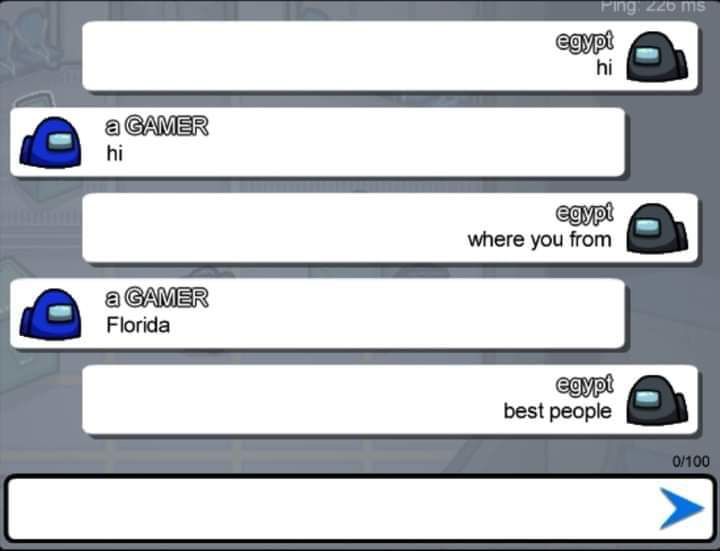 Ping: 226 ms
egypt
hi
a GAMER
hi
egypt
where you from
a GAMER
Florida
egypt
best people
0/100